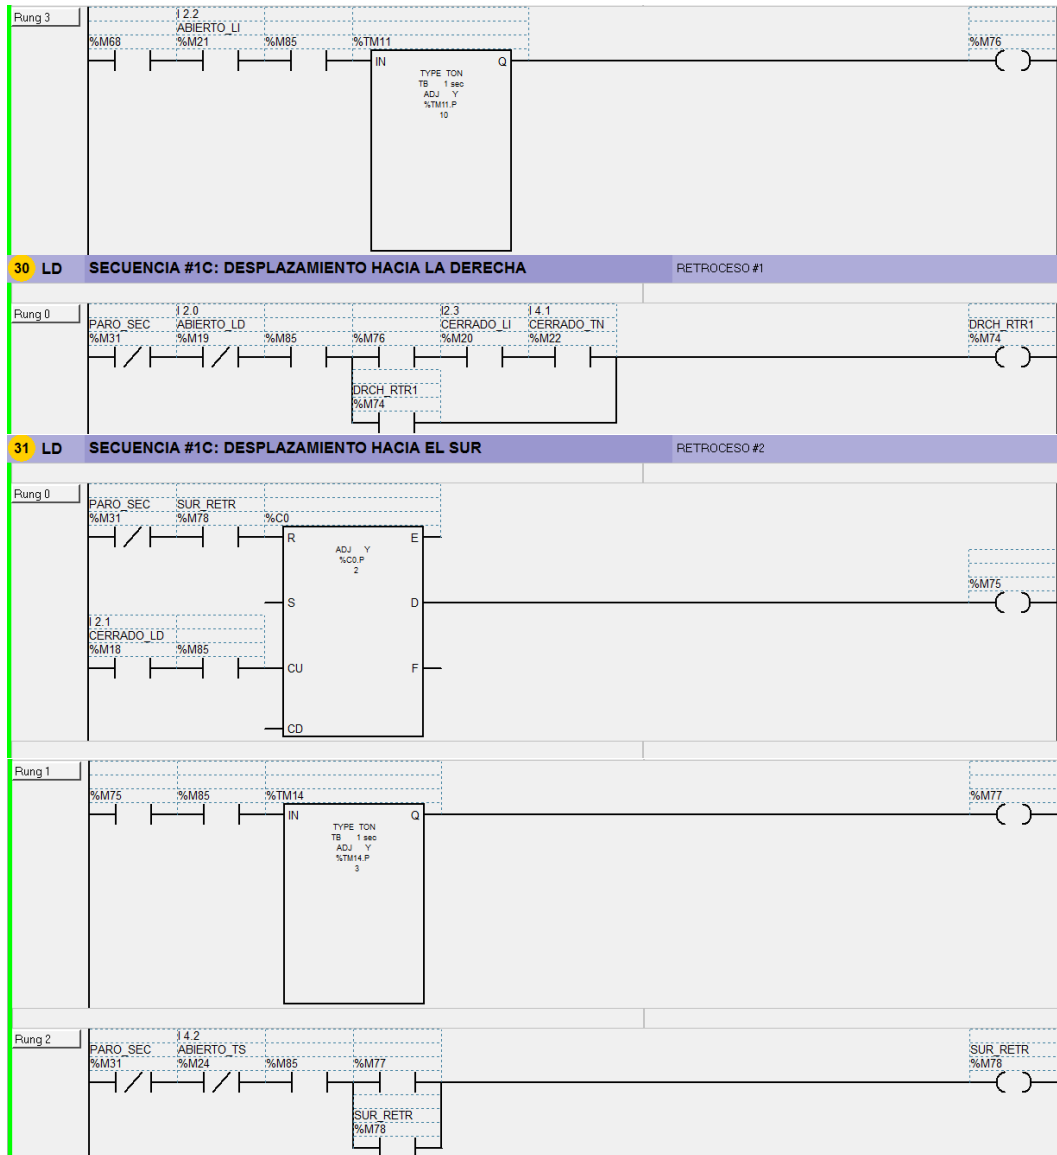 Rung 3
I 2.2
ABIERTO_LI
%M68 %M21 %M85 %TM11 %M76
IN Q
TYPE TON
TB 1 sec
ADJ Y
%TM11.P
10
30 LD SECUENCIA #1C: DESPLAZAMIENTO HACIA LA DERECHA RETROCESO #1
Rung 0
I 2.0 I2.3 I 4.1
PARO_SEC ABIERTO_LD CERRADO_LI CERRADO_TN DRCH_RTR1
%M31 %M19 %M85 %M76 %M20 %M22 %M74
DRCH_RTR1
%M74
31 LD SECUENCIA #1C: DESPLAZAMIENTO HACIA EL SUR RETROCESO #2
Rung 0
PARO_SEC SUR_RETR
%M31 %M78 %C0
R E
ADJ Y
%C0.P
2
%M75
S D
I 2.1
CERRADO_LD
%M18 %M85
CU F
CD
Rung 1
%M75 %M85 %TM14 %M77
IN Q
TYPE TON
TB 1 sec
ADJ Y
%TM14.P
3
Rung 2
I 4.2
PARO_SEC ABIERTO_TS SUR_RETR
%M31 %M24 %M85 %M77 %M78
SUR_RETR
%M78